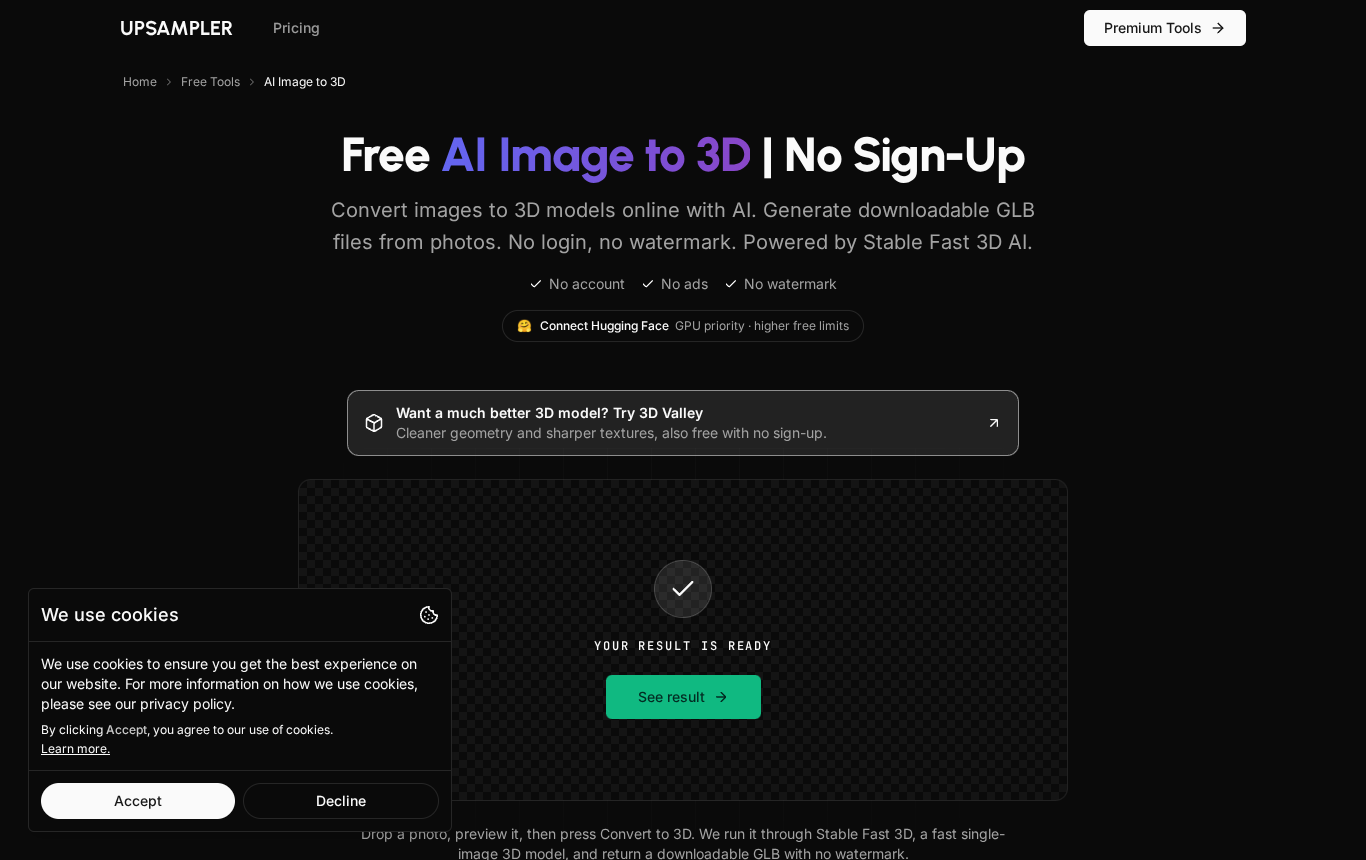 UPSAMPLER
Pricing
Premium Tools
Home
Free Tools
AI Image to 3D
Free AI Image to 3D | No Sign-Up
Convert images to 3D models online with AI. Generate downloadable GLB
files from photos. No login, no watermark. Powered by Stable Fast 3D AI.
No account
No ads
No watermark
Connect Hugging Face GPU priority · higher free limits
Want a much better 3D model? Try 3D Valley
Cleaner geometry and sharper textures, also free with no sign-up.
YOUR RESULT IS READY
See result
We use cookies
We use cookies to ensure you get the best experience on
our website. For more information on how we use cookies,
please see our privacy policy.
By clicking Accept, you agree to our use of cookies.
Learn more.
Accept
Decline
Drop a photo, preview it, then press Convert to 3D. We run it through Stable Fast 3D, a fast single-
image 3D model, and return a downloadable GLB with no watermark.